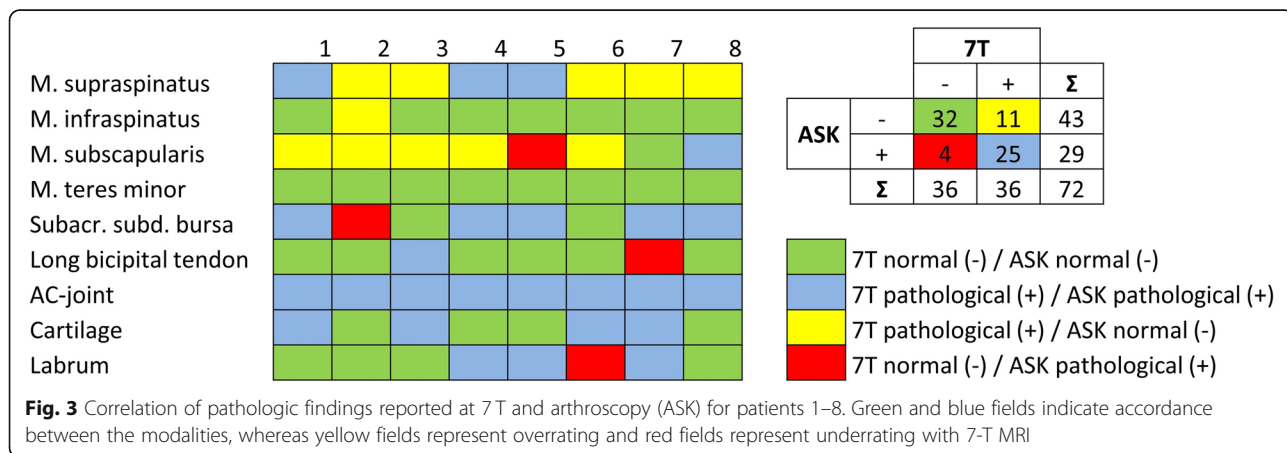 1 2 3 4 5 6 7 8
M. supraspinatus
M. infraspinatus
M. subscapularis
M. teres minor
Subacr. subd. bursa
Long bicipital tendon
AC-joint
Cartilage
Labrum
7T
- + Σ
ASK - 32 11 43
+ 4 25 29
Σ 36 36 72
7T normal (-) / ASK normal (-)
7T pathological (+) / ASK pathological (+)
7T pathological (+) / ASK normal (-)
7T normal (-) / ASK pathological (+)
Fig. 3 Correlation of pathologic findings reported at 7 T and arthroscopy (ASK) for patients 1–8. Green and blue fields indicate accordance
between the modalities, whereas yellow fields represent overrating and red fields represent underrating with 7-T MRI